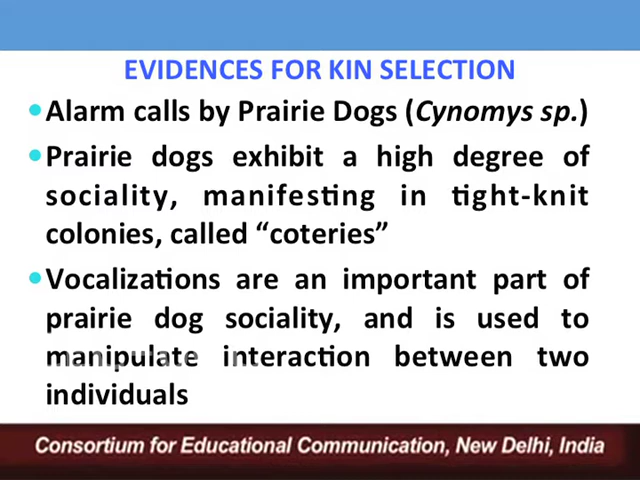 EVIDENCES FOR KIN SELECTION
•Alarm calls by Prairie Dogs (Cynomys sp.)
•Prairie dogs exhibit a high degree of
sociality, manifesting in tight-knit
colonies, called “coteries”
•Vocalizations are an important part of
prairie dog sociality, and is used to
manipulate interaction between two
individuals
Consortium for Educational Communication, New Delhi, India